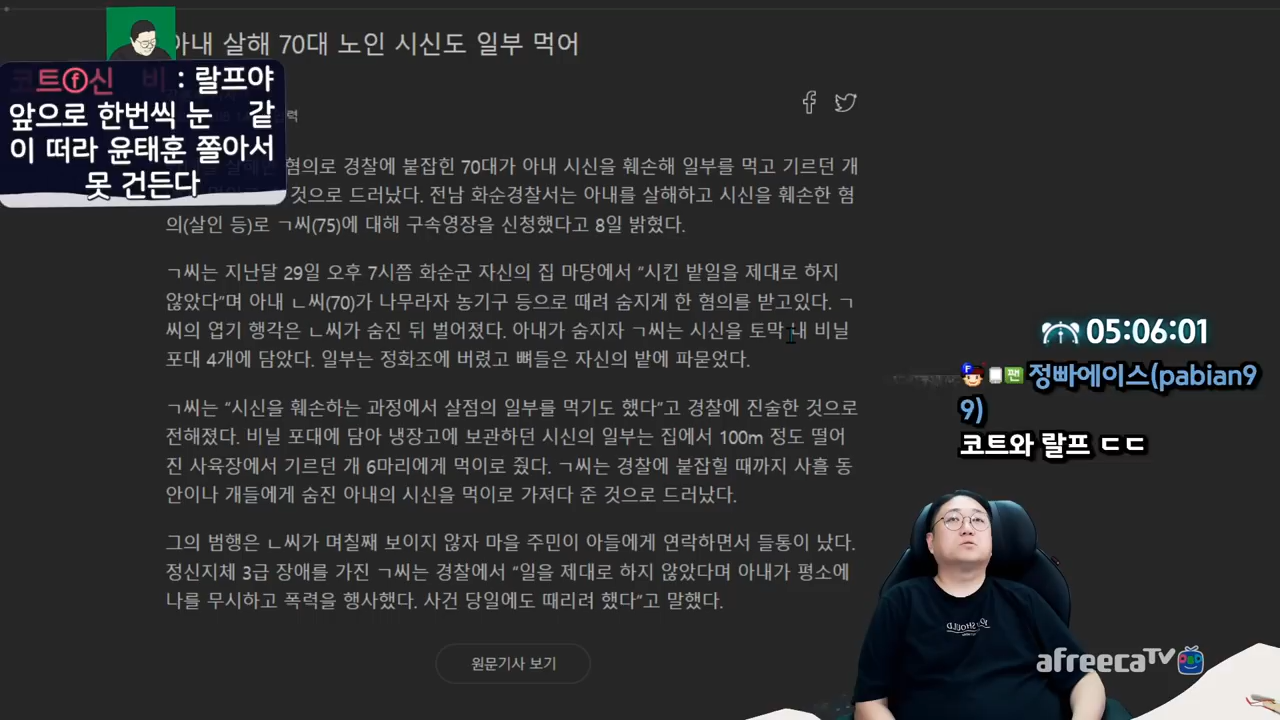 아내 살해 70대 노인 시신도 일부 먹어
코트ⓕ신 비 : 랄프야
앞으로 한번씩 눈 같
이 떠라 윤태훈 쫄아서
못 건든다
혐의로 경찰에 붙잡힌 70대가 아내 시신을 훼손해 일부를 먹고 기르던 개
것으로 드러났다. 전남 화순경찰서는 아내를 살해하고 시신을 훼손한 혐
의(살인 등)로 ㄱ씨(75)에 대해 구속영장을 신청했다고 8일 밝혔다.
ㄱ씨는 지난달 29일 오후 7시쯤 화순군 자신의 집 마당에서 “시킨 밭일을 제대로 하지
않았다”며 아내 ㄴ씨(70)가 나무라자 농기구 등으로 때려 숨지게 한 혐의를 받고있다. ㄱ
씨의 엽기 행각은 ㄴ씨가 숨진 뒤 벌어졌다. 아내가 숨지자 ㄱ씨는 시신을 토막 내 비닐
포대 4개에 담았다. 일부는 정화조에 버렸고 뼈들은 자신의 밭에 파묻었다.
ㄱ씨는 “시신을 훼손하는 과정에서 살점의 일부를 먹기도 했다”고 경찰에 진술한 것으로
전해졌다. 비닐 포대에 담아 냉장고에 보관하던 시신의 일부는 집에서 100m 정도 떨어
진 사육장에서 기르던 개 6마리에게 먹이로 줬다. ㄱ씨는 경찰에 붙잡힐 때까지 사흘 동
안이나 개들에게 숨진 아내의 시신을 먹이로 가져다 준 것으로 드러났다.
그의 범행은 ㄴ씨가 며칠째 보이지 않자 마을 주민이 아들에게 연락하면서 들통이 났다.
정신지체 3급 장애를 가진 ㄱ씨는 경찰에서 “일을 제대로 하지 않았다며 아내가 평소에
나를 무시하고 폭력을 행사했다. 사건 당일에도 때리려 했다”고 말했다.
원문기사 보기
05:06:01
F 팬 정빠에이스(pabian9
9)
코트와 랄프 ㄷㄷ
afreecaTV